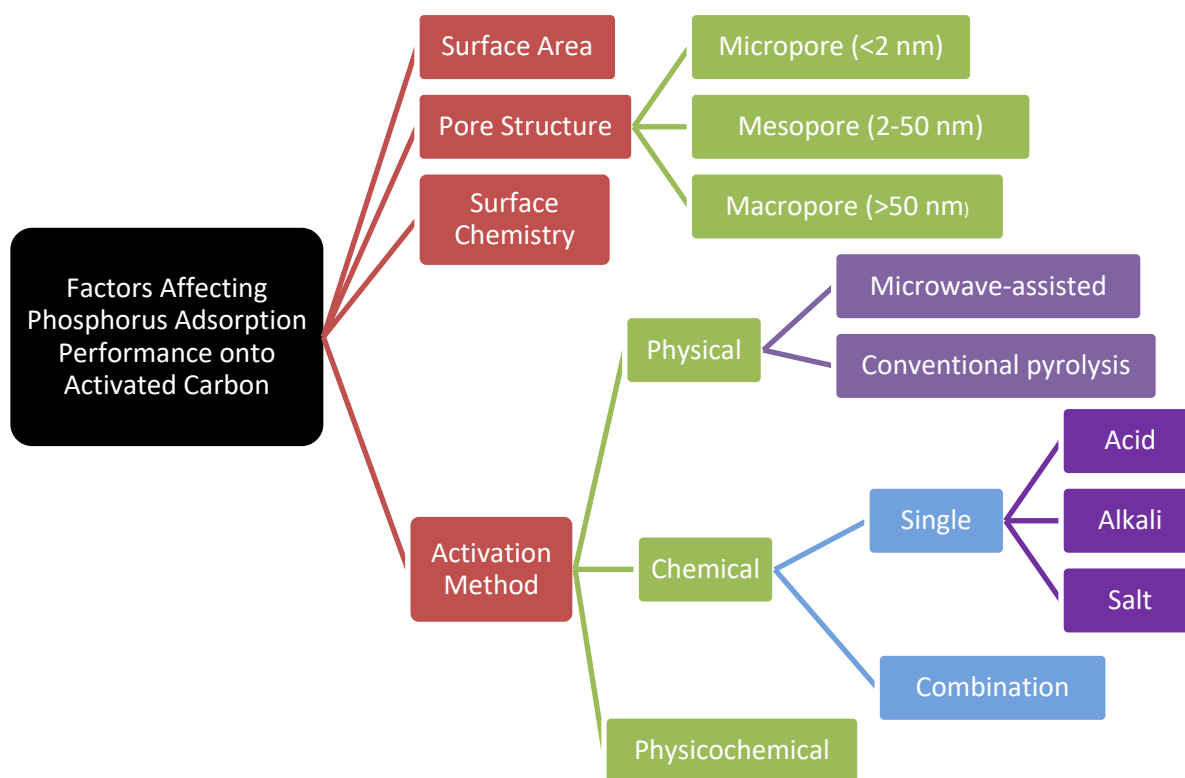 Factors Affecting
Phosphorus Adsorption
Performance onto
Activated Carbon
Surface Area
Pore Structure
Micropore (<2 nm)
Mesopore (2-50 nm)
Macropore (>50 nm)
Surface
Chemistry
Activation
Method
Physical
Microwave-assisted
Conventional pyrolysis
Chemical
Single
Acid
Alkali
Salt
Combination
Physicochemical